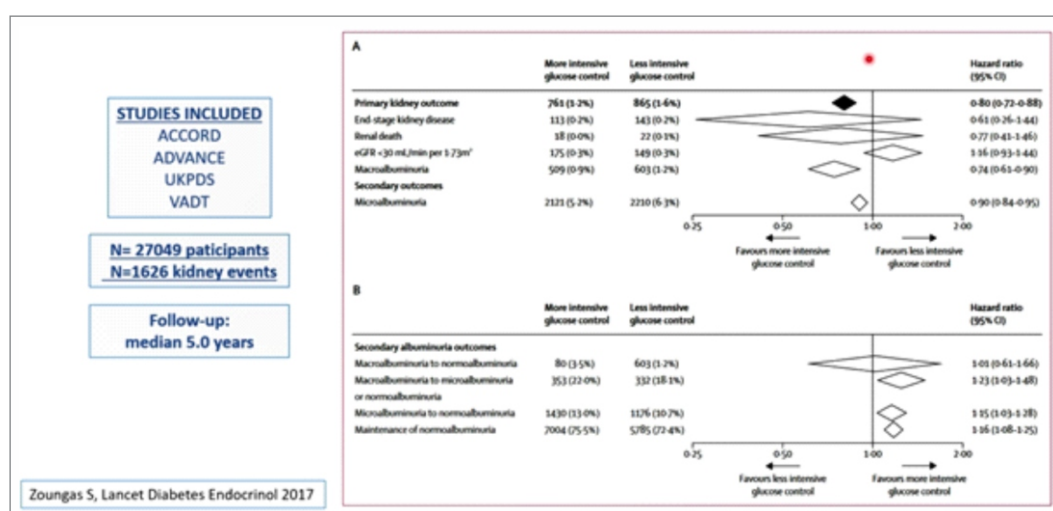 STUDIES INCLUDED
ACCORD
ADVANCE
UKPDS
VADT
N= 27049 paticipants
N=1626 kidney events
Follow-up:
median 5.0 years
Zoungas S, Lancet Diabetes Endocrinol 2017
A
More intensive glucose control Less intensive glucose control Hazard ratio (95% CI)
Primary kidney outcome 761 (1·2%) 865 (1·6%) 0·80 (0·72-0·88)
End-stage kidney disease 113 (0·2%) 143 (0·2%) 0·61 (0·26-1·44)
Renal death 18 (0·0%) 22 (0·1%) 0·77 (0·41-1·46)
eGFR <30 mL/min per 1·73m² 175 (0·3%) 149 (0·3%) 1·16 (0·93-1·44)
Macroalbuminuria 509 (0·9%) 603 (1·2%) 0·74 (0·61-0·90)
Secondary outcomes
Microalbuminuria 2121 (5·2%) 2210 (6·3%) 0·90 (0·84-0·95)
0·25 0·50 1·00 2·00
Favours more intensive glucose control Favours less intensive glucose control
B
More intensive glucose control Less intensive glucose control Hazard ratio (95% CI)
Secondary albuminuria outcomes
Macroalbuminuria to normoalbuminuria 80 (3·5%) 603 (1·2%) 1·01 (0·61-1·66)
Macroalbuminuria to microalbuminuria 353 (22·0%) 332 (18·1%) 1·23 (1·03-1·48)
or normoalbuminuria
Microalbuminuria to normoalbuminuria 1430 (13·0%) 1176 (10·7%) 1·15 (1·03-1·28)
Maintenance of normoalbuminuria 7004 (75·5%) 5785 (72·4%) 1·16 (1·08-1·25)
0·25 0·50 1·00 2·00
Favours less intensive glucose control Favours more intensive glucose control